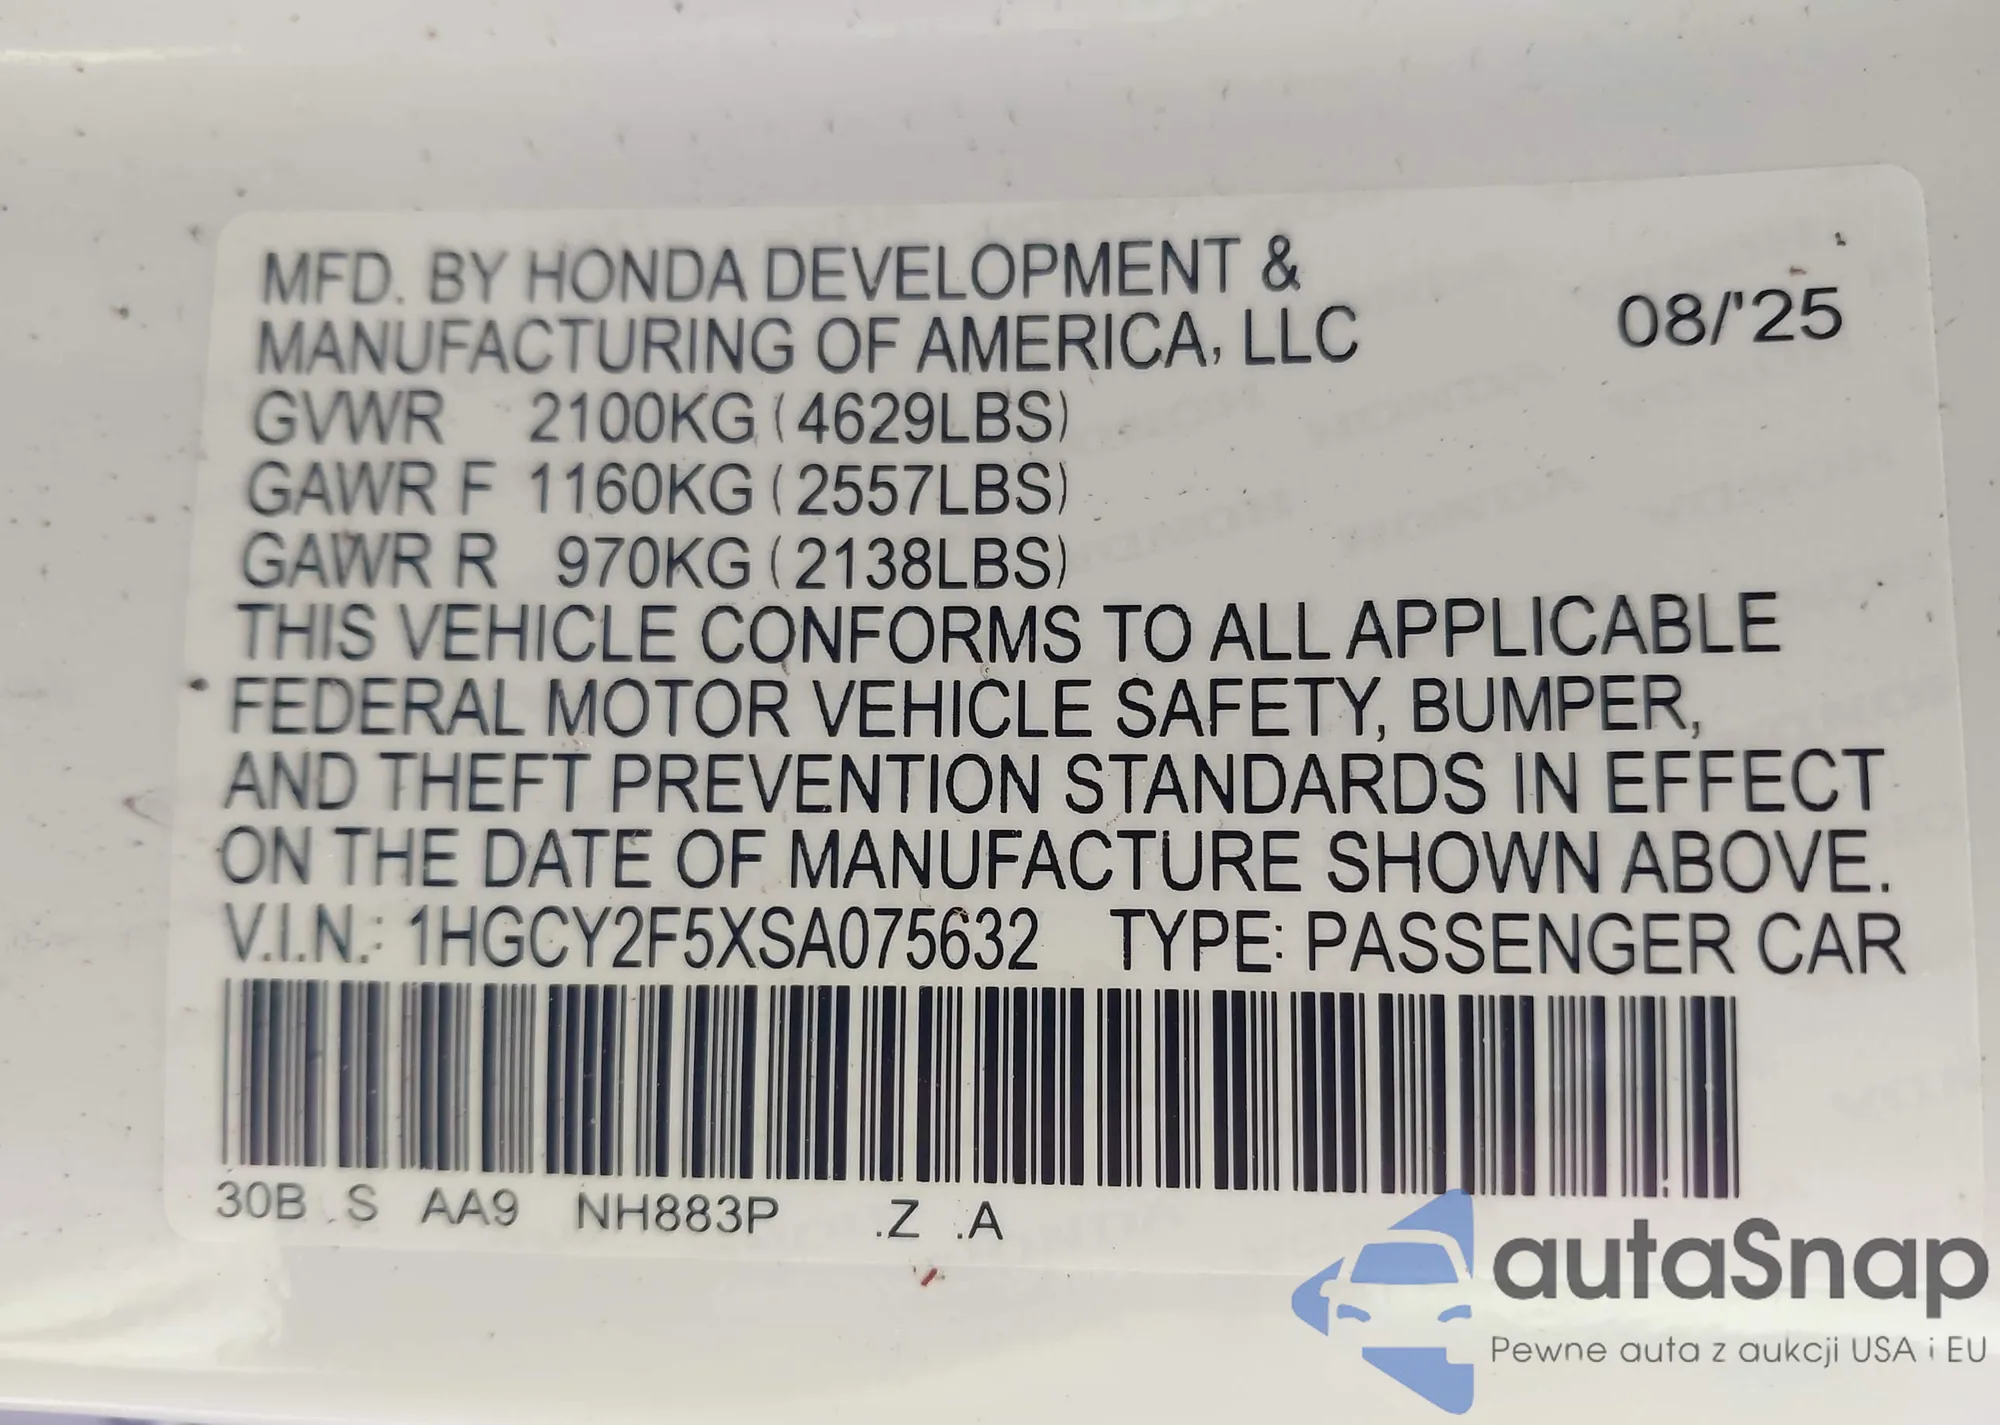 MFD. BY HONDA DEVELOPMENT &
MANUFACTURING OF AMERICA, LLC
08/'25
GVWR 2100KG (4629LBS)
GAWR F 1160KG (2557LBS)
GAWR R 970KG (2138LBS)
THIS VEHICLE CONFORMS TO ALL APPLICABLE
FEDERAL MOTOR VEHICLE SAFETY, BUMPER,
AND THEFT PREVENTION STANDARDS IN EFFECT
ON THE DATE OF MANUFACTURE SHOWN ABOVE.
V.I.N.: 1HGCY2F5XSA075632 TYPE: PASSENGER CAR
30B S AA9 NH883P .Z .A
autaSnap
Pewne auta z aukcji USA i EU